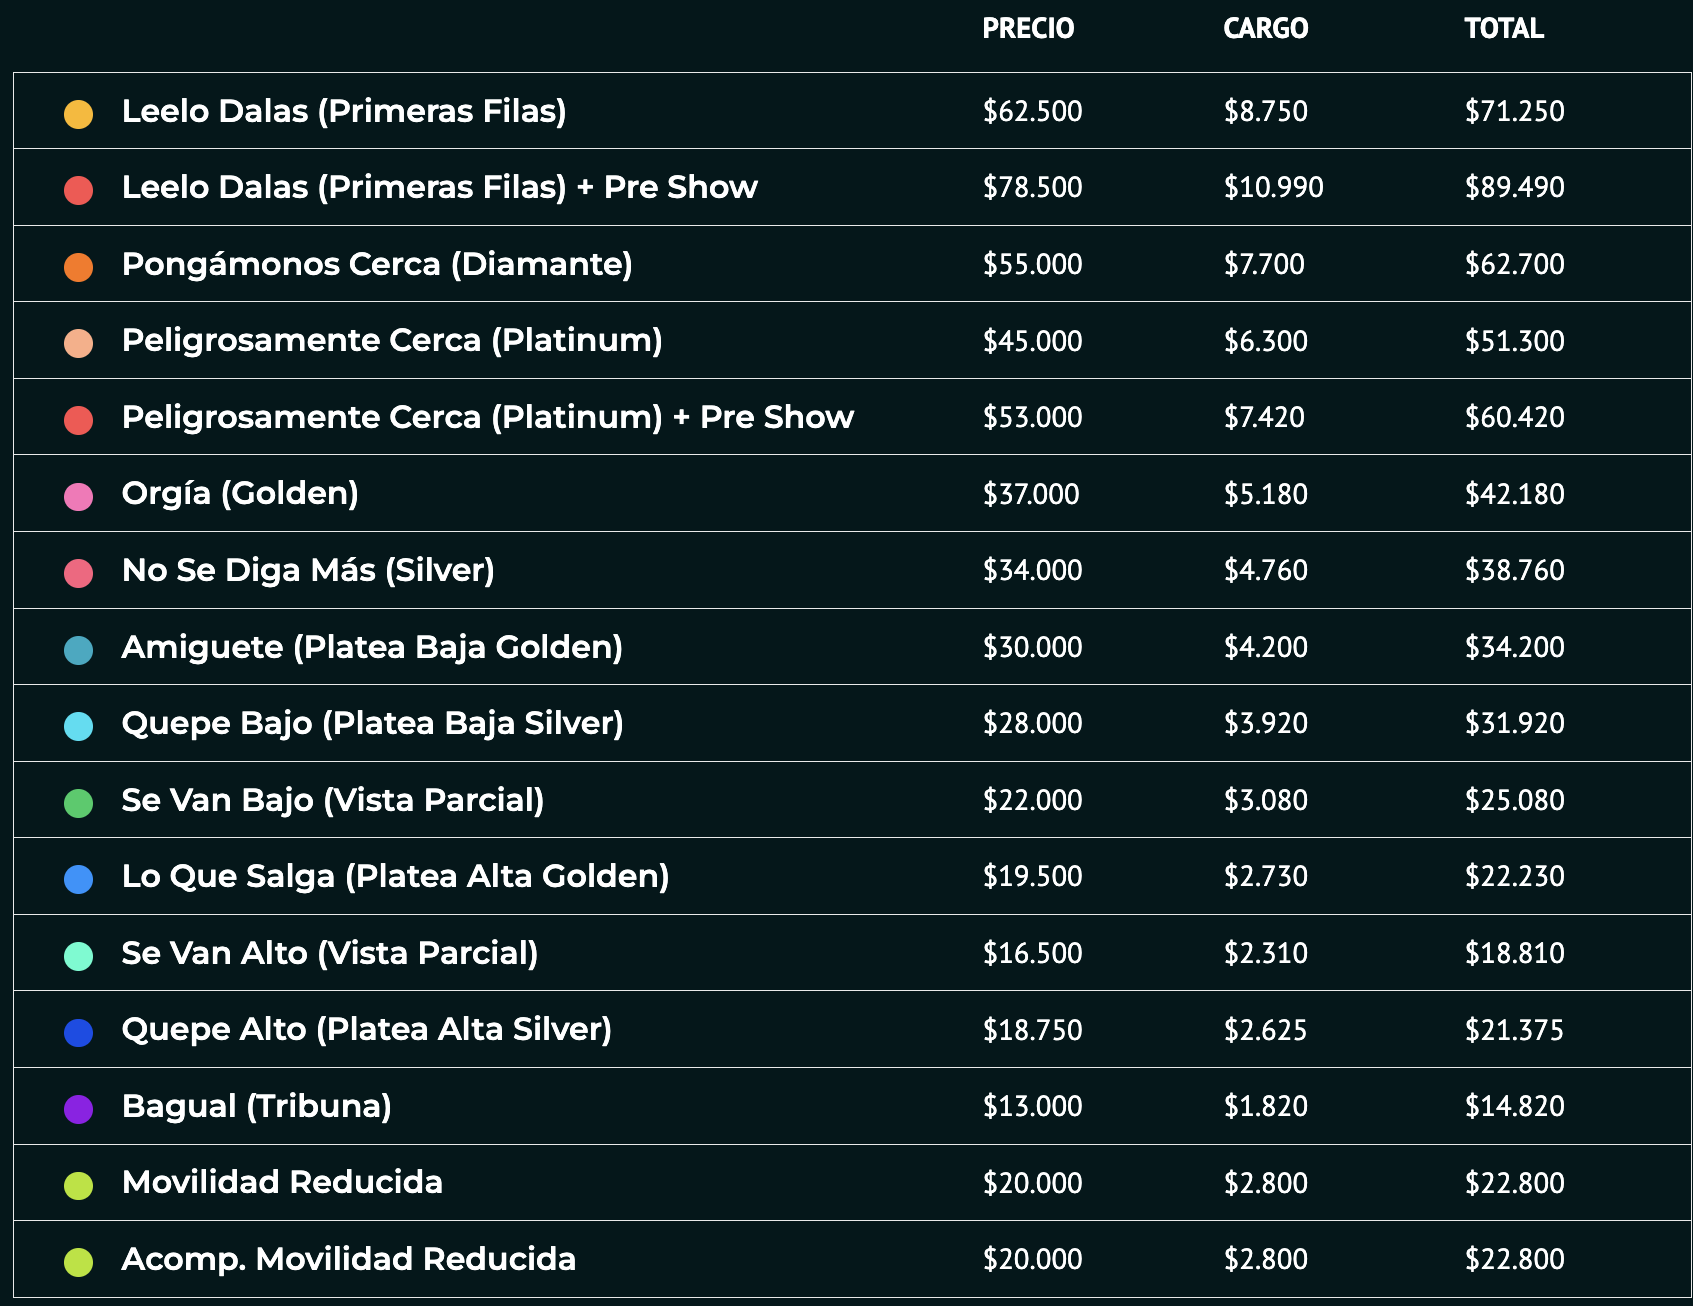 PRECIO CARGO TOTAL
Leelo Dalas (Primeras Filas) $62.500 $8.750 $71.250
Leelo Dalas (Primeras Filas) + Pre Show $78.500 $10.990 $89.490
Pongámonos Cerca (Diamante) $55.000 $7.700 $62.700
Peligrosamente Cerca (Platinum) $45.000 $6.300 $51.300
Peligrosamente Cerca (Platinum) + Pre Show $53.000 $7.420 $60.420
Orgía (Golden) $37.000 $5.180 $42.180
No Se Diga Más (Silver) $34.000 $4.760 $38.760
Amiguete (Platea Baja Golden) $30.000 $4.200 $34.200
Quepe Bajo (Platea Baja Silver) $28.000 $3.920 $31.920
Se Van Bajo (Vista Parcial) $22.000 $3.080 $25.080
Lo Que Salga (Platea Alta Golden) $19.500 $2.730 $22.230
Se Van Alto (Vista Parcial) $16.500 $2.310 $18.810
Quepe Alto (Platea Alta Silver) $18.750 $2.625 $21.375
Bagual (Tribuna) $13.000 $1.820 $14.820
Movilidad Reducida $20.000 $2.800 $22.800
Acomp. Movilidad Reducida $20.000 $2.800 $22.800